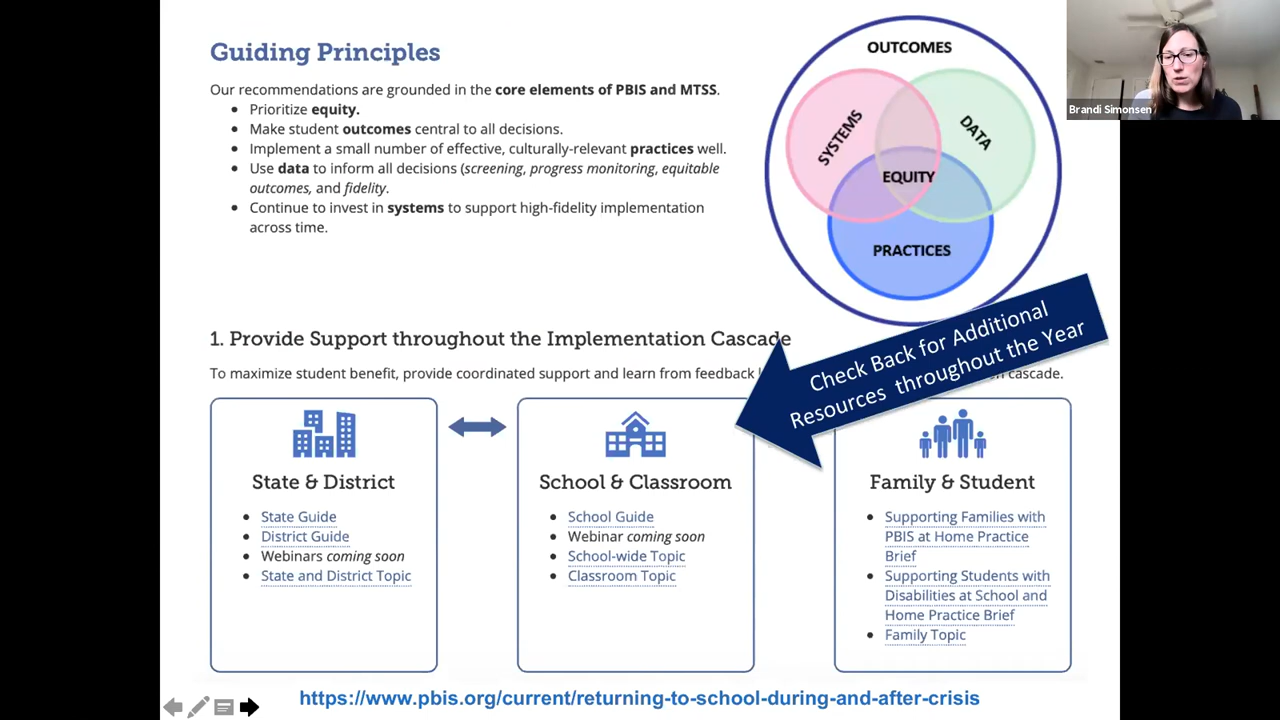 Guiding Principles
Our recommendations are grounded in the core elements of PBIS and MTSS.
Prioritize equity.
Make student outcomes central to all decisions.
Implement a small number of effective, culturally-relevant practices well.
Use data to inform all decisions (screening, progress monitoring, equitable
outcomes, and fidelity.
Continue to invest in systems to support high-fidelity implementation
across time.
OUTCOMES
SYSTEMS
DATA
EQUITY
PRACTICES
Brandi Simonsen
1. Provide Support throughout the Implementation Cascade
To maximize student benefit, provide coordinated support and learn from feedback
cascade.
Check Back for Additional
Resources throughout the Year
State & District
State Guide
District Guide
Webinars coming soon
State and District Topic
School & Classroom
School Guide
Webinar coming soon
School-wide Topic
Classroom Topic
Family & Student
Supporting Families with
PBIS at Home Practice
Brief
Supporting Students with
Disabilities at School and
Home Practice Brief
Family Topic
https://www.pbis.org/current/returning-to-school-during-and-after-crisis